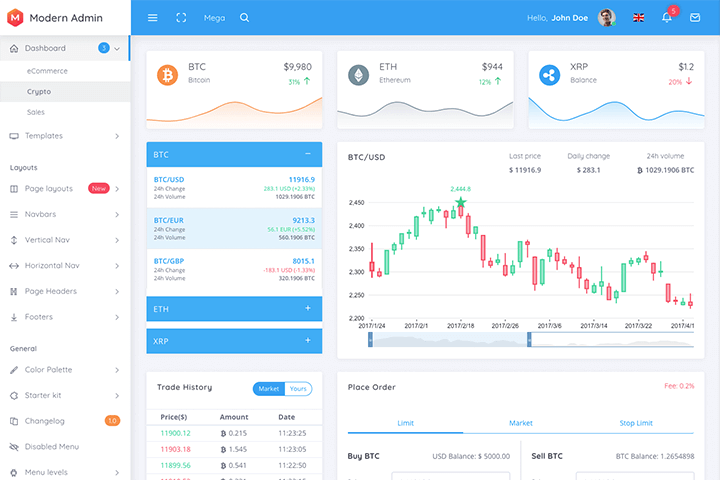 Modern Admin
Mega
Hello, John Doe
5
Dashboard 3
eCommerce
Crypto
Sales
Templates
Layouts
Page layouts New
Navbars
Vertical Nav
Horizontal Nav
Page Headers
Footers
General
Color Palette
Starter kit
Changelog 1.0
Disabled Menu
Menu levels
BTC $9,980
Bitcoin 31% ↑
ETH $944
Ethereum 12% ↑
XRP $1.2
Balance 20% ↓
BTC −
BTC/USD 11916.9
24h Change 283.1 USD (+2.33%)
24h Volume 1029.1906 BTC
BTC/EUR 9213.3
24h Change 56.1 EUR (+5.52%)
24h Volume 560.1906 BTC
BTC/GBP 8015.1
24h Change -183.1 USD (-1.33%)
24h Volume 320.1906 BTC
ETH +
XRP +
BTC/USD
Last price Daily change 24h volume
$ 11916.9 $ 283.1 1029.1906 BTC
2,444.8
2,450
2,400
2,350
2,300
2,250
2,200
2017/1/24 2017/2/1 2017/2/18 2017/2/26 2017/3/6 2017/3/14 2017/3/22 2017/4/1
Trade History Market Yours
Price($) Amount Date
11900.12 0.215 11:23:25
11903.18 1.545 11:23:05
11899.56 0.541 11:22:50
Place Order Fee: 0.2%
Limit Market Stop Limit
Buy BTC USD Balance: $ 5000.00
Sell BTC BTC Balance: 1.2654898
Price
Price